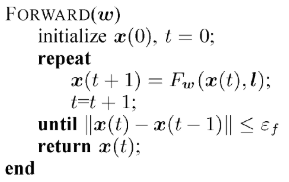 FORWARD(w)
initialize x(0), t = 0;
repeat
x(t + 1) = F_w(x(t), l);
t=t + 1;
until ‖x(t) − x(t − 1)‖ ≤ ε_f
return x(t);
end